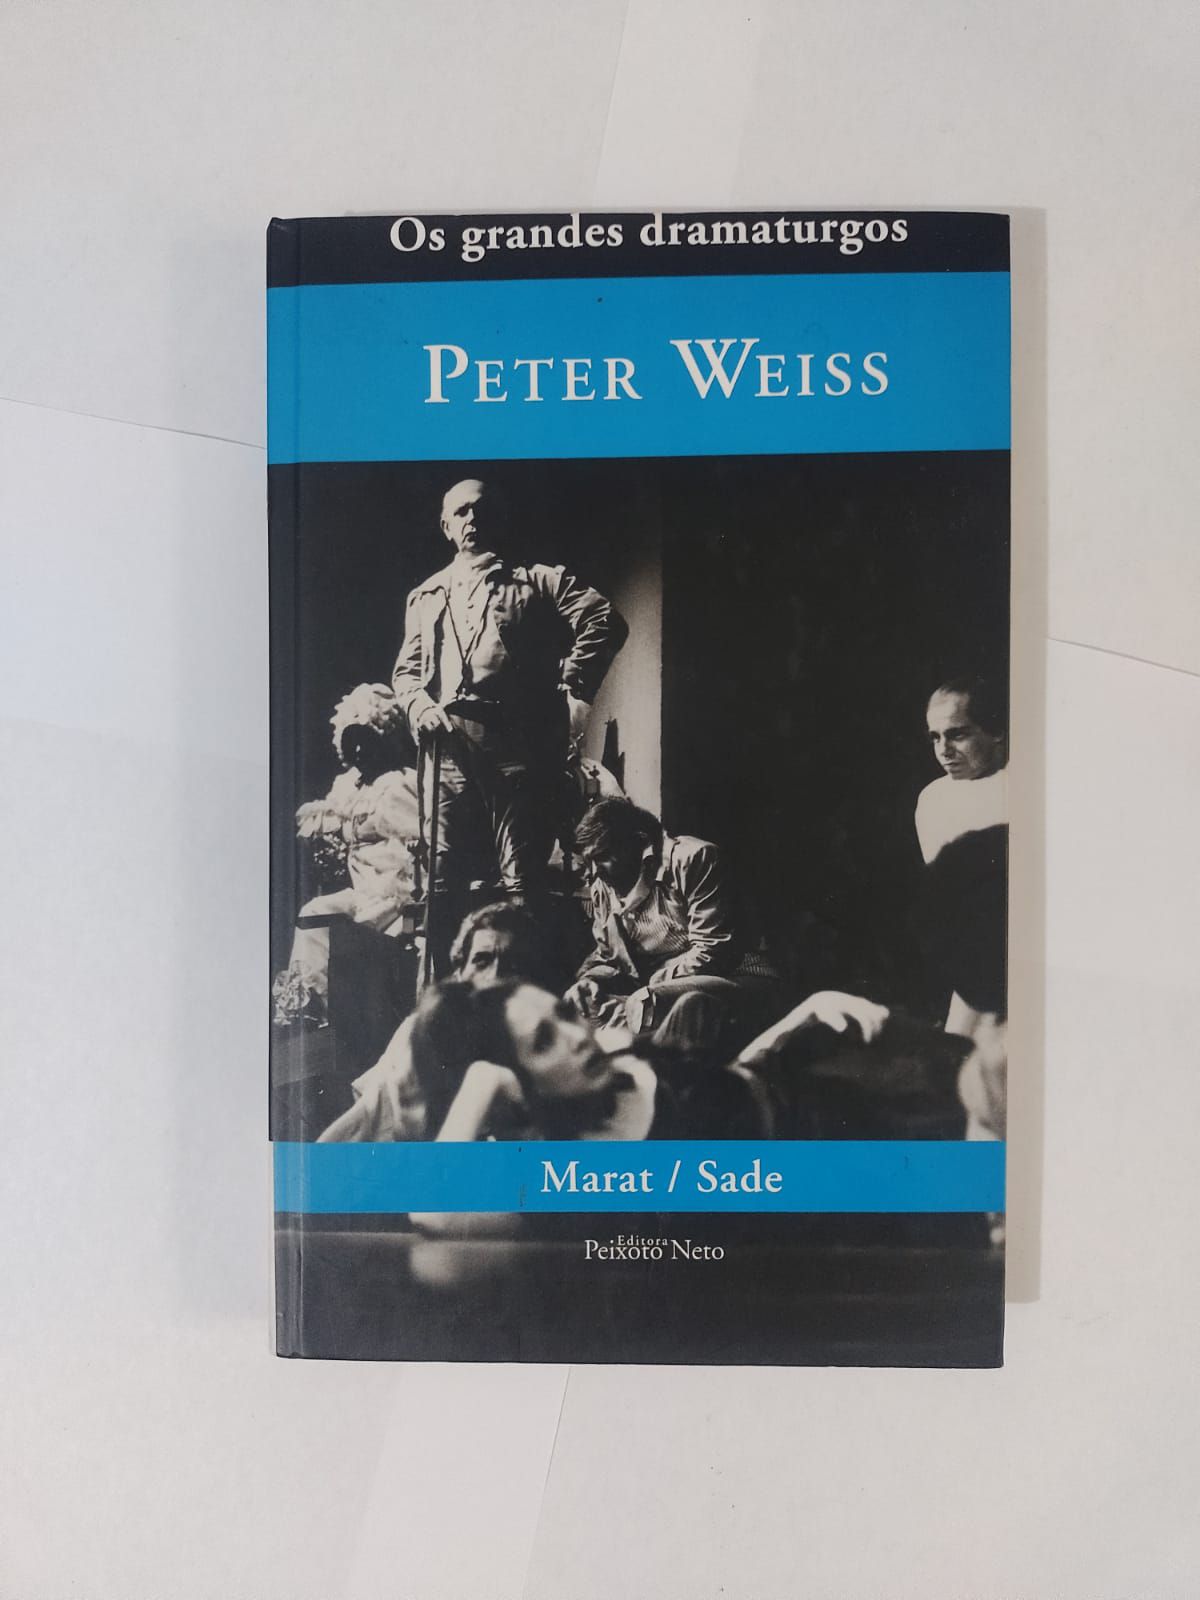 Os grandes dramaturgos
PETER WEISS
Marat / Sade
Editora
Peixoto Neto